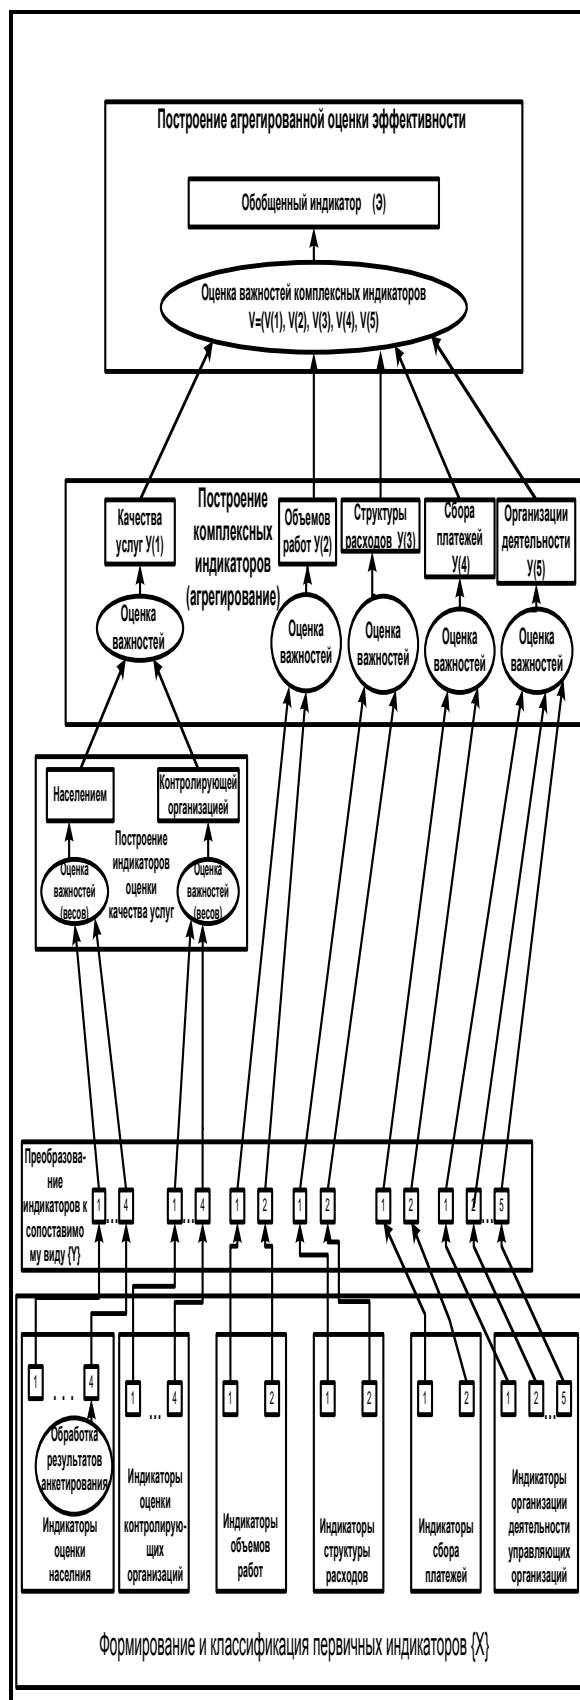 Построение агрегированной оценки эффективности
Обобщенный индикатор (Э)
Оценка важностей комплексных индикаторов
V=(V(1), V(2), V(3), V(4), V(5)
Построение
комплексных
индикаторов
(агрегирование)
Качества
услуг У(1)
Объемов
работ У(2)
Структуры
расходов У(3)
Сбора
платежей
У(4)
Организации
деятельности
У(5)
Оценка
важностей
Оценка
важностей
Оценка
важностей
Оценка
важностей
Оценка
важностей
Населением
Контролирующей
организацией
Построение
индикаторов
оценки
качества услуг
Оценка
важностей
(весов)
Оценка
важностей
(весов)
Преобразова-
ние
индикаторов к
сопоставимо
му виду {Y}
1 ... 4 1 ... 4 1 2 1 2 1 2 1 2 ... 5
1 . . . 4 1 ... 4 1 2 1 2 1 2 1 2 ... 5
Обработка
результатов
анкетирования
Индикаторы
оценки
населния
Индикаторы
оценки
контролирую-
щих
организаций
Индикаторы
объемов
работ
Индикаторы
структуры
расходов
Индикаторы
сбора
платежей
Индикаторы
организации
деятельности
управляющих
организаций
Формирование и классификация первичных индикаторов {X}